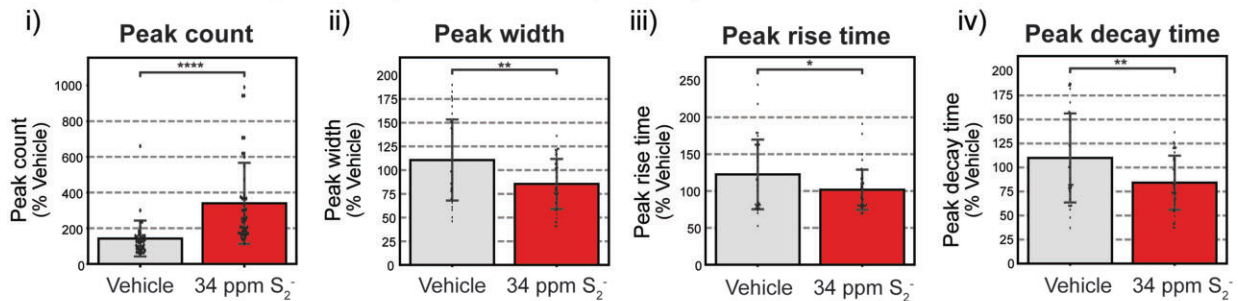 i)
Peak count
Peak count
(% Vehicle)
1000
800
600
400
200
****
Vehicle
34 ppm S₂⁻
ii)
Peak width
Peak width
(% Vehicle)
200
175
150
125
100
75
50
25
0
**
Vehicle
34 ppm S₂⁻
iii)
Peak rise time
Peak rise time
(% Vehicle)
250
200
150
100
50
0
*
Vehicle
34 ppm S₂⁻
iv)
Peak decay time
Peak decay time
(% Vehicle)
200
175
150
125
100
75
50
25
0
**
Vehicle
34 ppm S₂⁻